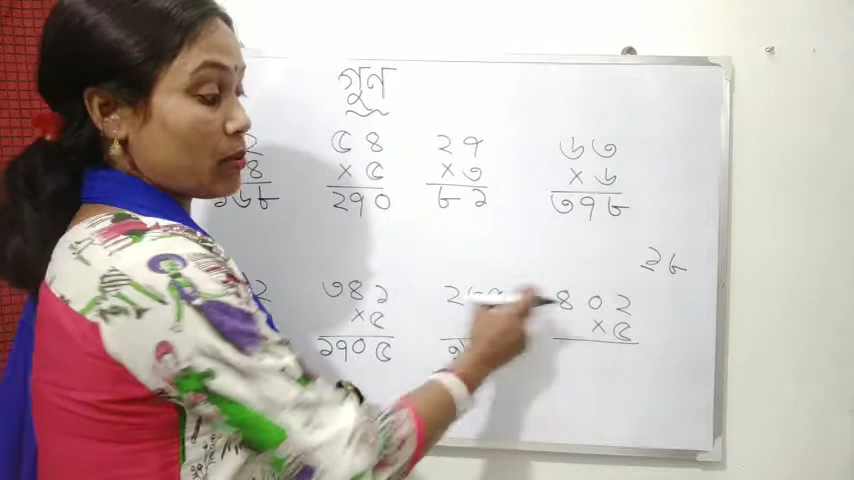 গুন
৫৪ ২৭ ৬৩
×৫ ×৩ ×৬
২৭০ ৮১ ৩৭৮
২৮
৩৪১ ৪০২
×৫ ×৫
১৭০৫